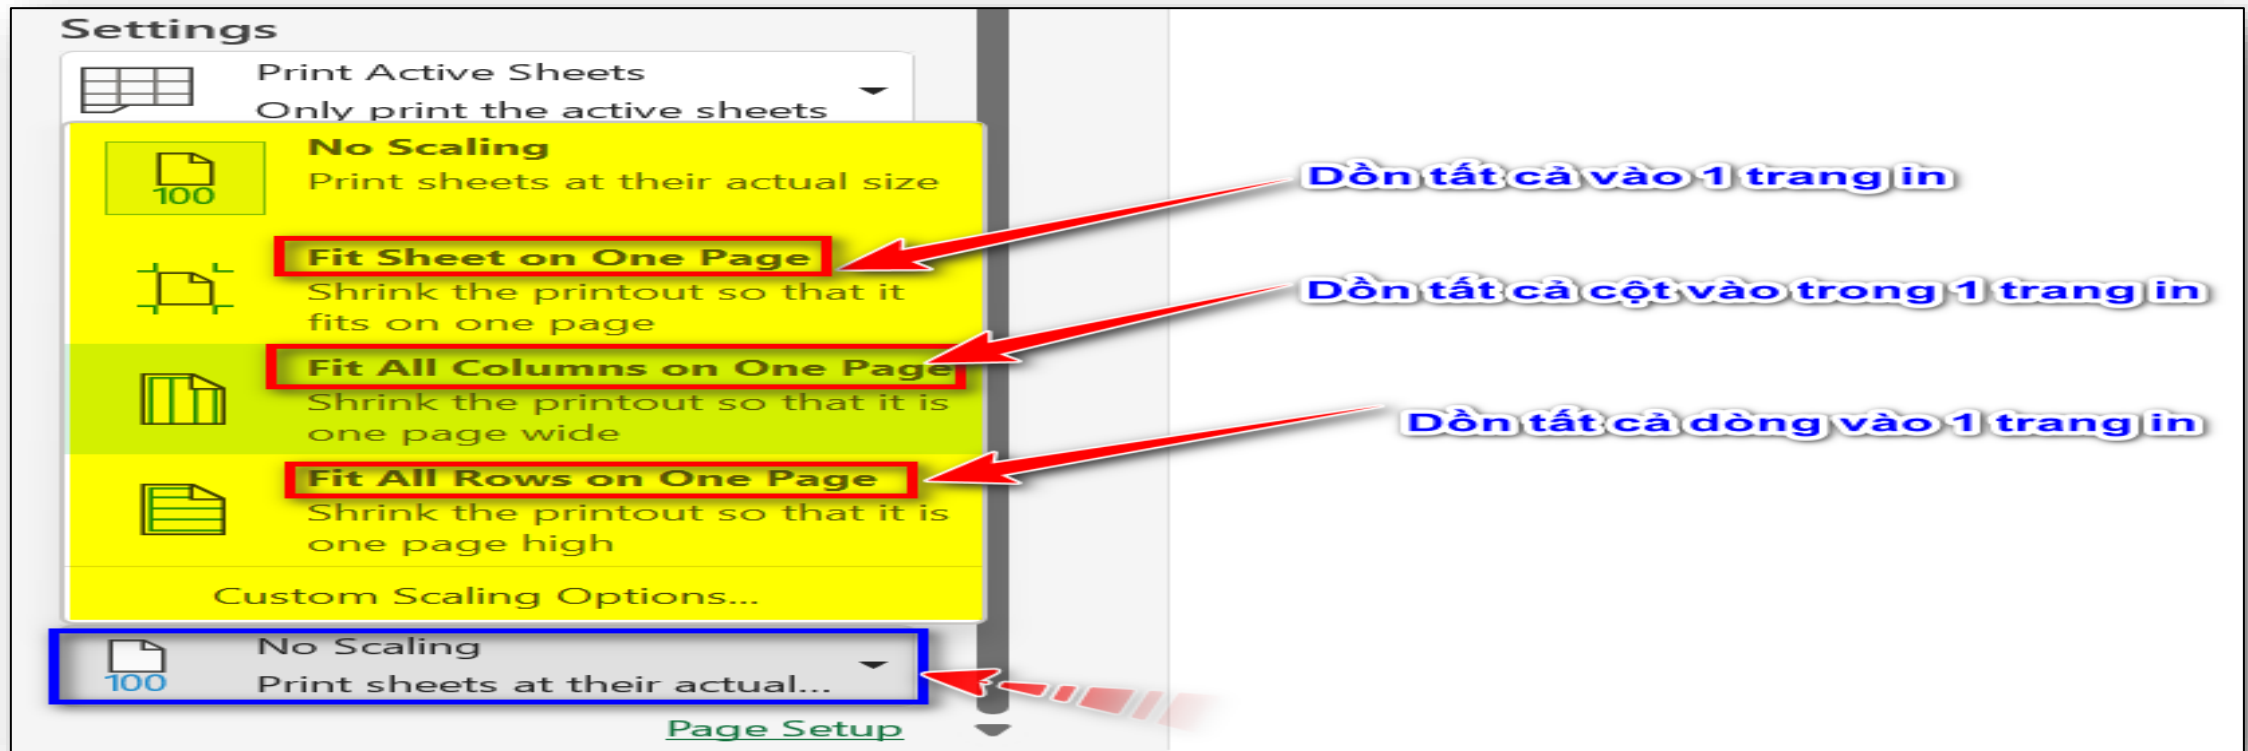 Settings
Print Active Sheets
Only print the active sheets
No Scaling
Print sheets at their actual size
100
Dồn tất cả vào 1 trang in
Fit Sheet on One Page
Shrink the printout so that it
fits on one page
Dồn tất cả cột vào trong 1 trang in
Fit All Columns on One Page
Shrink the printout so that it is
one page wide
Dồn tất cả dòng vào 1 trang in
Fit All Rows on One Page
Shrink the printout so that it is
one page high
Custom Scaling Options...
No Scaling
100
Print sheets at their actual...
Page Setup